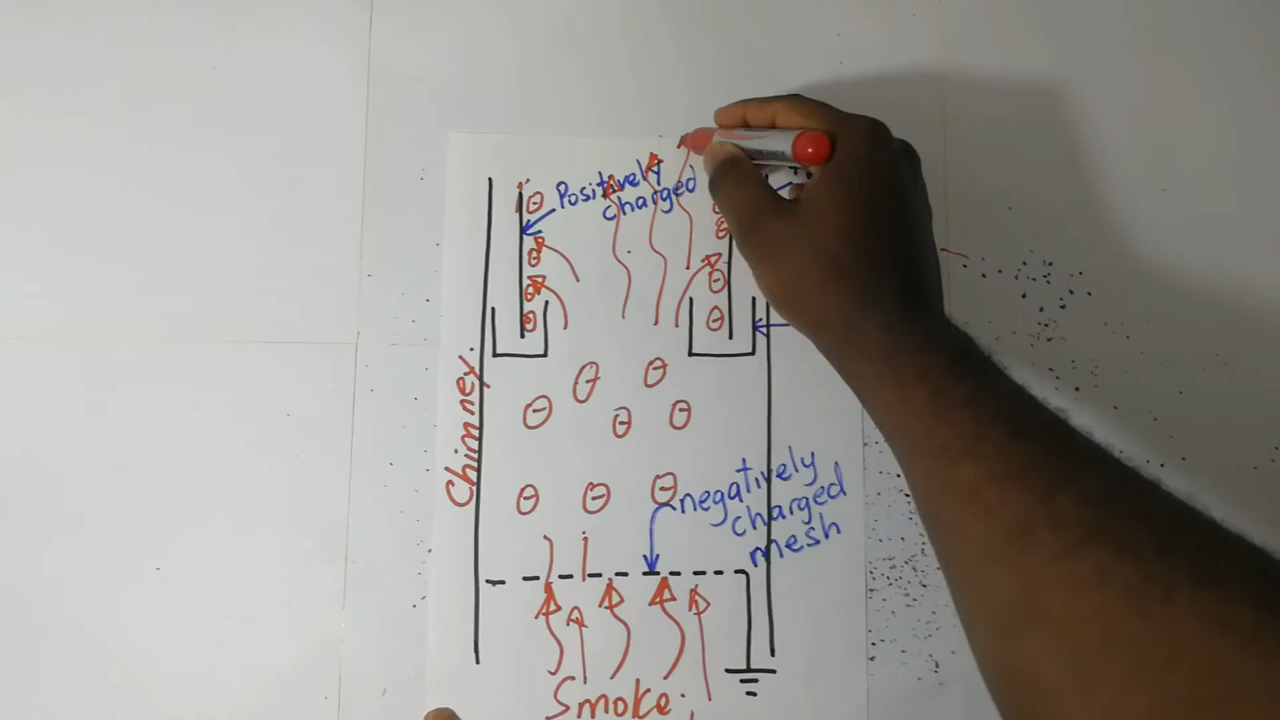 Positively
charged
Chimney.
negatively
charged
mesh
Smoke